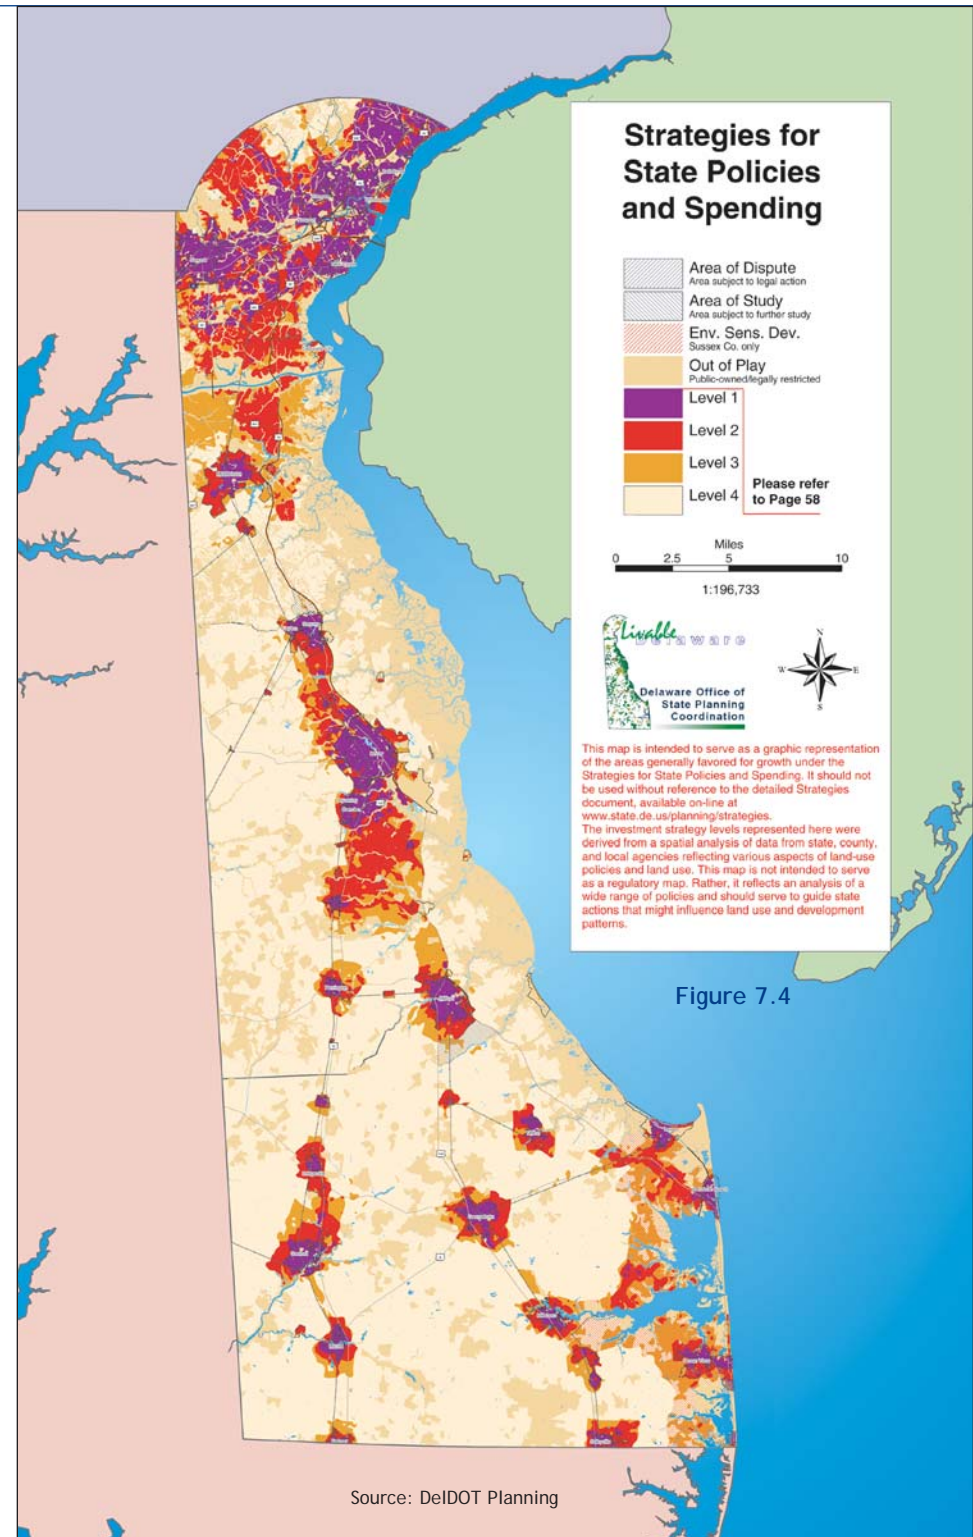 Strategies for
State Policies
and Spending
Area of Dispute
Area subject to legal action
Area of Study
Area subject to further study
Env. Sens. Dev.
Sussex Co. only
Out of Play
Public-owned/legally restricted
Level 1
Level 2
Level 3
Level 4
Please refer
to Page 58
Miles
0 2.5 5 10
1:196,733
Livable
Delaware
N
W E
S
Delaware Office of
State Planning
Coordination
This map is intended to serve as a graphic representation
of the areas generally favored for growth under the
Strategies for State Policies and Spending. It should not
be used without reference to the detailed Strategies
document, available on-line at
www.state.de.us/planning/strategies.
The investment strategy levels represented here were
derived from a spatial analysis of data from state, county,
and local agencies reflecting various aspects of land-use
policies and land use. This map is not intended to serve
as a regulatory map. Rather, it reflects an analysis of a
wide range of policies and should serve to guide state
actions that might influence land use and development
patterns.
Figure 7.4
Source: DelDOT Planning